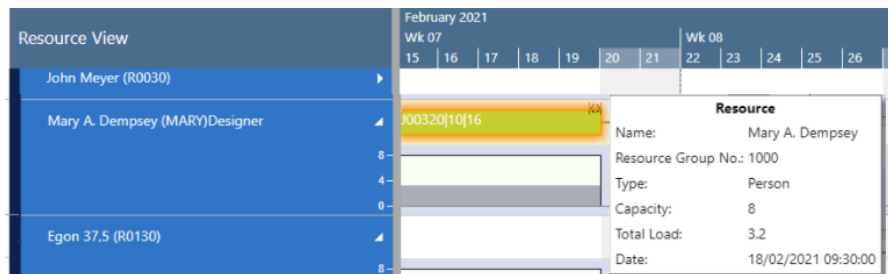 February 2021
Resource View
Wk 07 Wk 08
15 16 17 18 19 20 21 22 23 24 25 26
John Meyer (R0030)
Mary A. Dempsey (MARY)Designer
J00320|10|16
8
4
0
Egon 37,5 (R0130)
8
Resource
Name: Mary A. Dempsey
Resource Group No.: 1000
Type: Person
Capacity: 8
Total Load: 3.2
Date: 18/02/2021 09:30:00